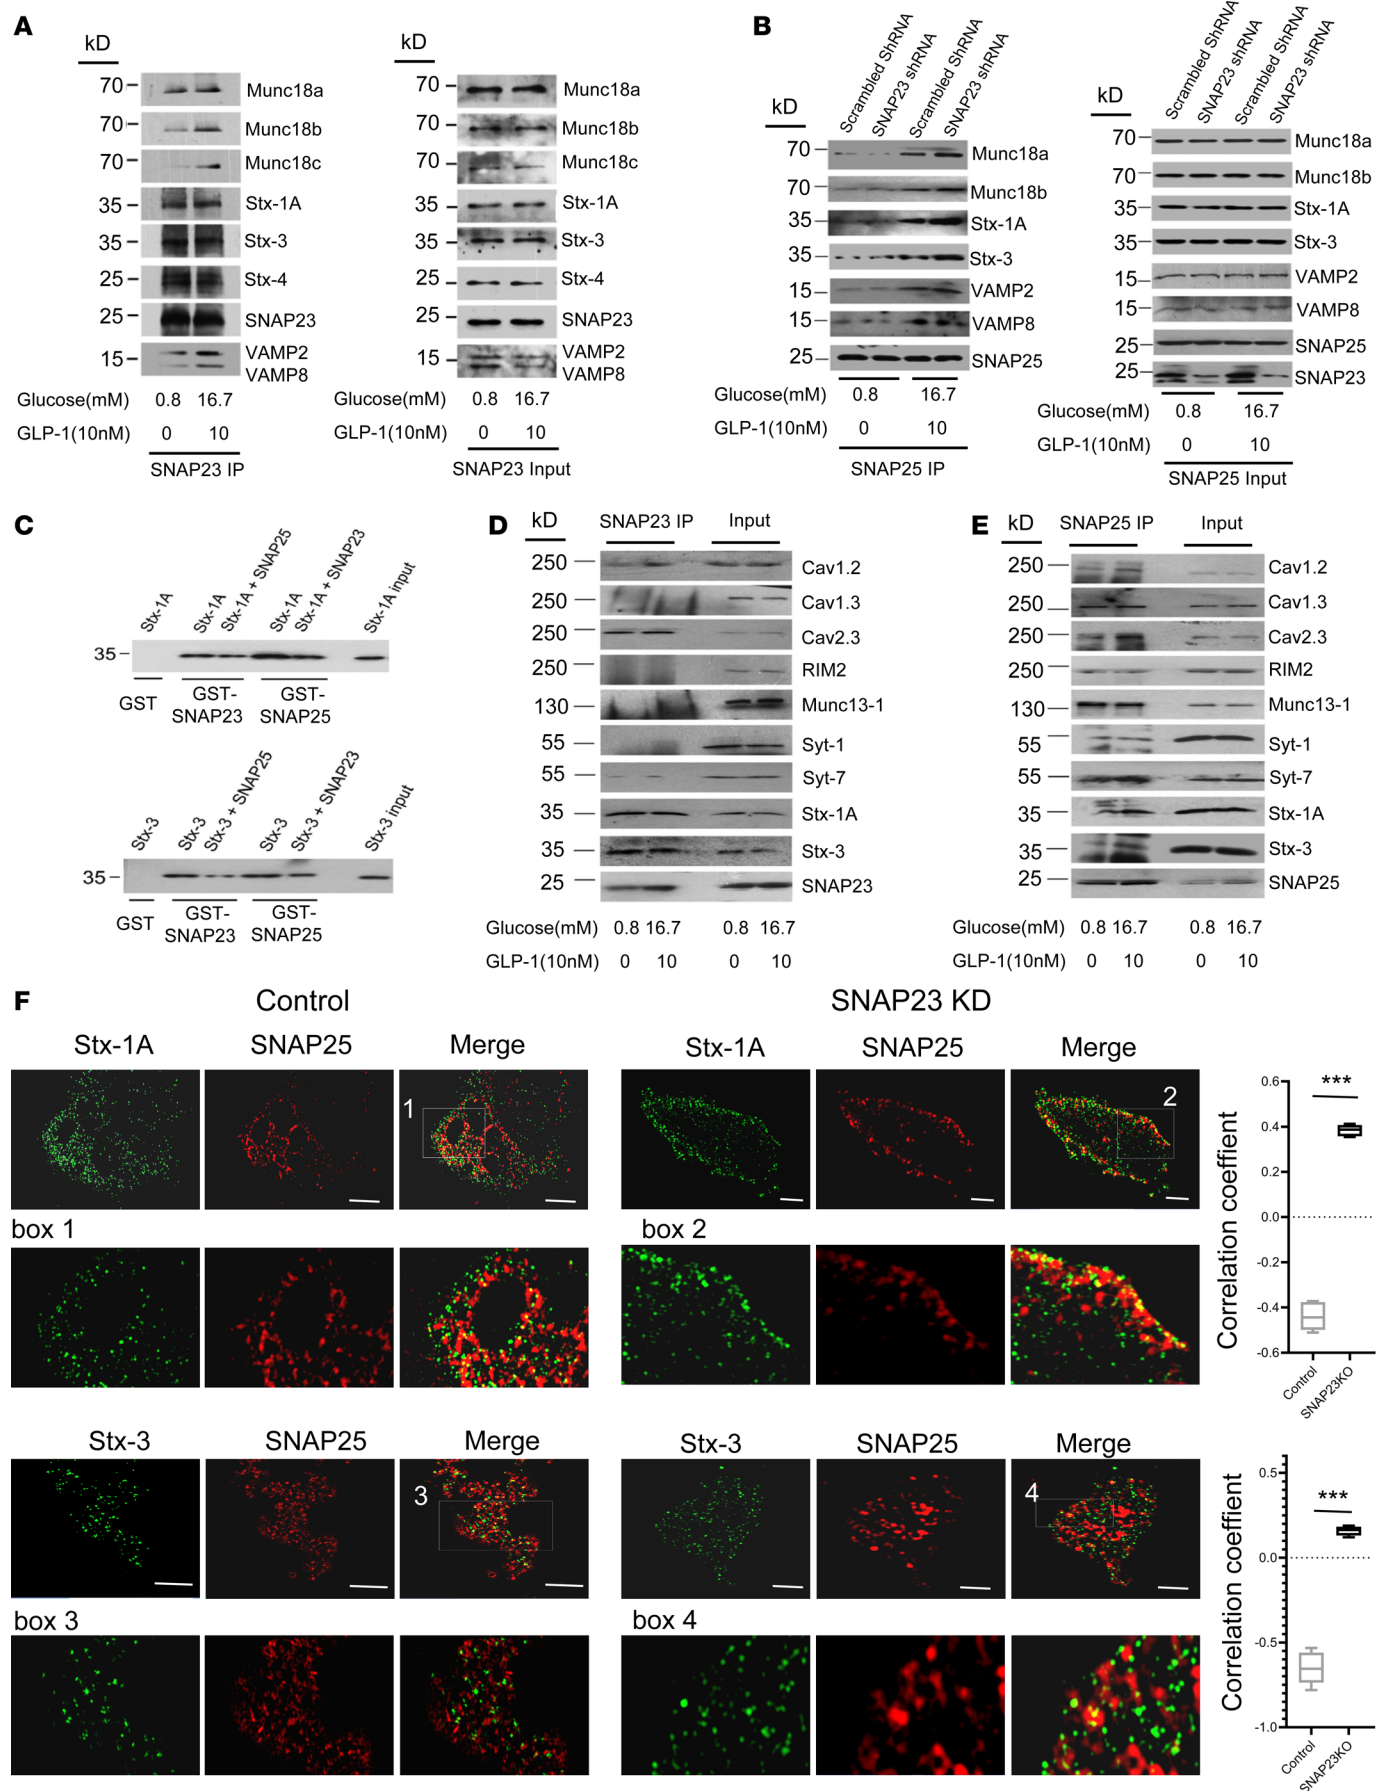 A
kD
70
Munc18a
70
Munc18b
70
Munc18c
35
Stx-1A
35
Stx-3
25
Stx-4
25
SNAP23
15
VAMP2
VAMP8
Glucose(mM) 0.8 16.7
GLP-1(10nM) 0 10
SNAP23 IP
kD
70
Munc18a
70
Munc18b
70
Munc18c
35
Stx-1A
35
Stx-3
25
Stx-4
25
SNAP23
15
VAMP2
VAMP8
Glucose(mM) 0.8 16.7
GLP-1(10nM) 0 10
SNAP23 Input
B
kD
Scrambled ShRNA
SNAP23 shRNA
Scrambled ShRNA
SNAP23 shRNA
70
Munc18a
70
Munc18b
35
Stx-1A
35
Stx-3
15
VAMP2
15
VAMP8
25
SNAP25
Glucose(mM) 0.8 16.7
GLP-1(10nM) 0 10
SNAP25 IP
kD
Scrambled ShRNA
SNAP23 shRNA
Scrambled ShRNA
SNAP23 shRNA
70
Munc18a
70
Munc18b
35
Stx-1A
35
Stx-3
15
VAMP2
15
VAMP8
25
SNAP25
25
SNAP23
Glucose(mM) 0.8 16.7
GLP-1(10nM) 0 10
SNAP25 Input
C
Stx-1A
Stx-1A
Stx-1A + SNAP25
Stx-1A
Stx-1A + SNAP23
Stx-1A input
35
GST
GST-
SNAP23
GST-
SNAP25
Stx-3
Stx-3
Stx-3 + SNAP25
Stx-3
Stx-3 + SNAP23
Stx-3 input
35
GST
GST-
SNAP23
GST-
SNAP25
D
kD SNAP23 IP Input
250
Cav1.2
250
Cav1.3
250
Cav2.3
250
RIM2
130
Munc13-1
55
Syt-1
55
Syt-7
35
Stx-1A
35
Stx-3
25
SNAP23
Glucose(mM) 0.8 16.7 0.8 16.7
GLP-1(10nM) 0 10 0 10
E
kD SNAP25 IP Input
250
Cav1.2
250
Cav1.3
250
Cav2.3
250
RIM2
130
Munc13-1
55
Syt-1
55
Syt-7
35
Stx-1A
35
Stx-3
25
SNAP25
Glucose(mM) 0.8 16.7 0.8 16.7
GLP-1(10nM) 0 10 0 10
F
Control
SNAP23 KD
Stx-1A SNAP25 Merge
Stx-1A SNAP25 Merge
1
2
box 1
box 2
Correlation coeffient
0.6
0.4
0.2
0.0
-0.2
-0.4
-0.6
***
Control
SNAP23KO
Stx-3 SNAP25 Merge
Stx-3 SNAP25 Merge
3
4
box 3
box 4
Correlation coeffient
0.5
0.0
-0.5
-1.0
***
Control
SNAP23KO